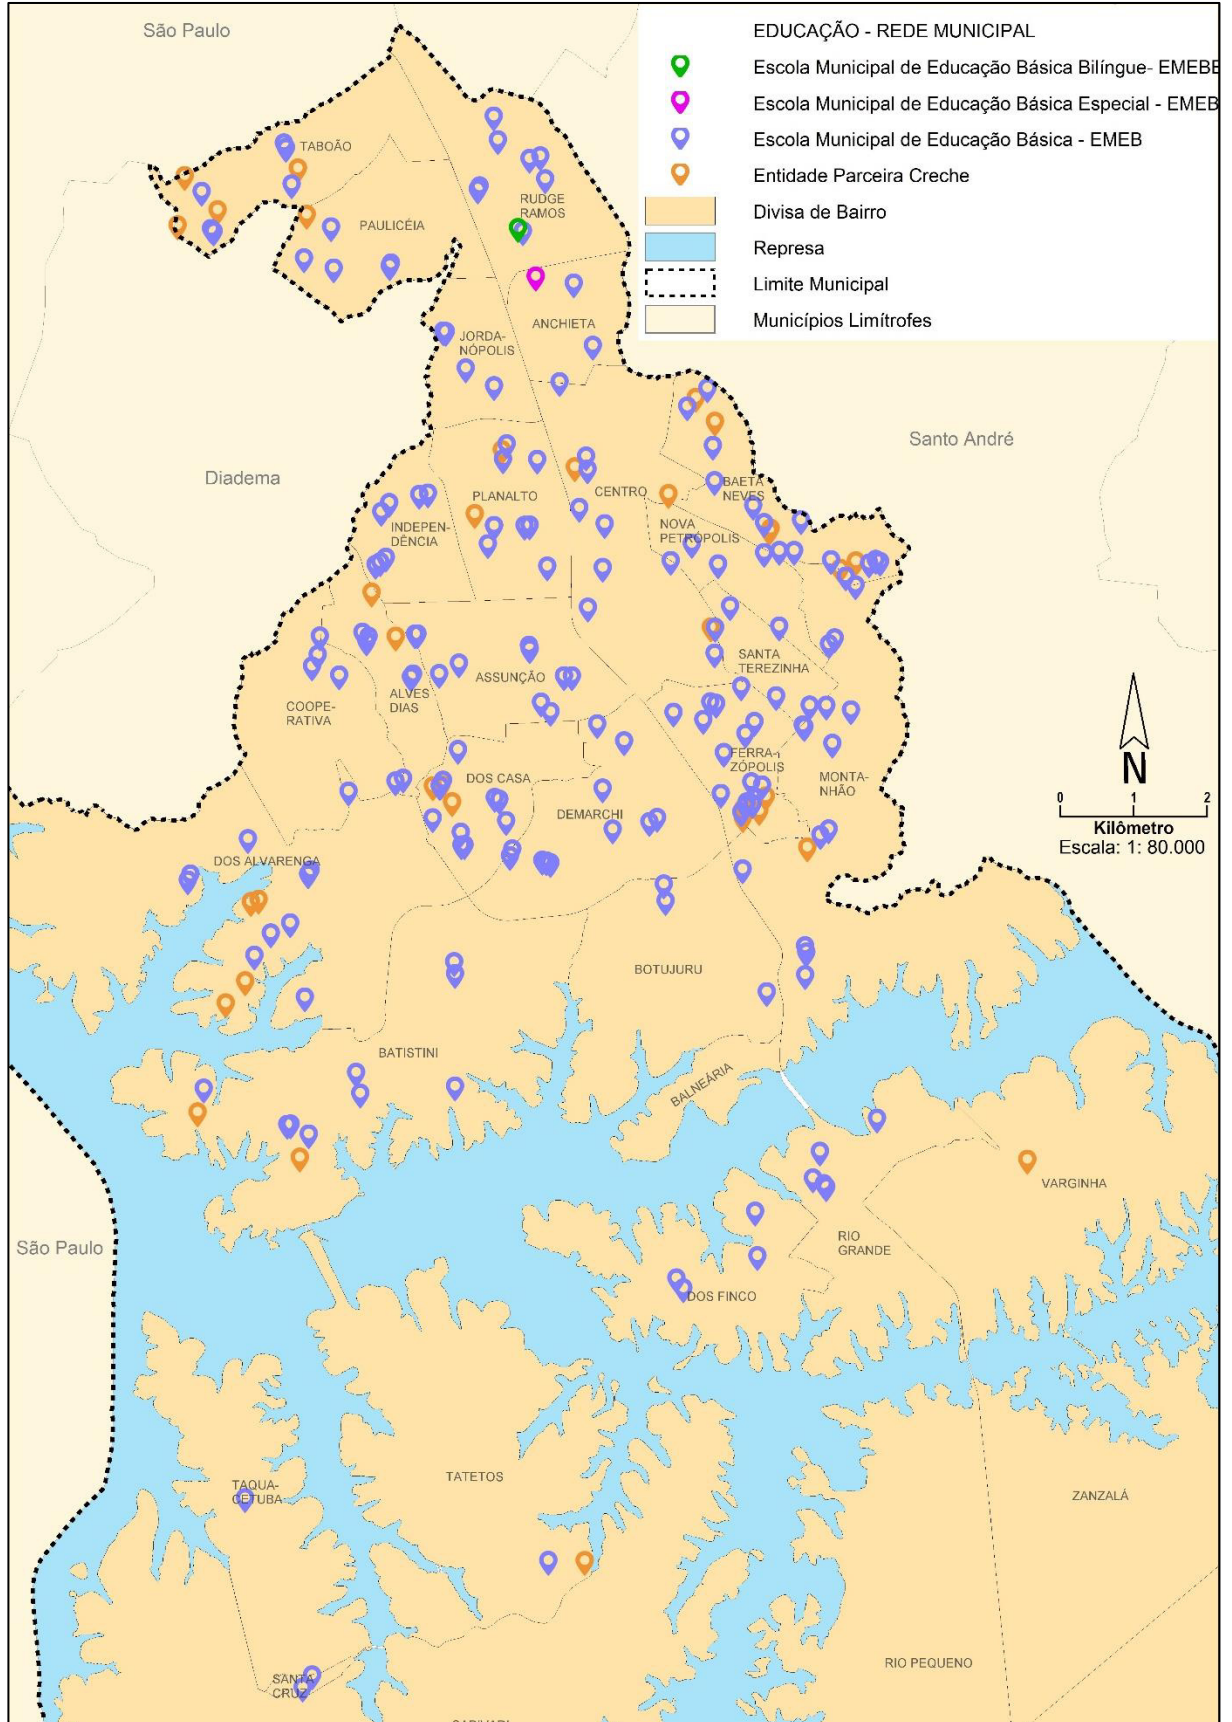 São Paulo
EDUCAÇÃO - REDE MUNICIPAL
Escola Municipal de Educação Básica Bilíngue- EMEBE
Escola Municipal de Educação Básica Especial - EMEB
Escola Municipal de Educação Básica - EMEB
Entidade Parceira Creche
Divisa de Bairro
Represa
Limite Municipal
Municípios Limítrofes
TABOÃO
RUDGE
RAMOS
PAULICÉIA
ANCHIETA
JORDA-
NÓPOLIS
Santo André
Diadema
BAETA
NEVES
CENTRO
PLANALTO
NOVA
PETRÓPOLIS
INDEPEN-
DÊNCIA
SANTA
TEREZINHA
ASSUNÇÃO
ALVES
DIAS
COOPE-
RATIVA
FERRA-
ZÓPOLIS
MONTA-
NHÃO
DOS CASA
DEMARCHI
N
0 1 2
Kilômetro
Escala: 1: 80.000
DOS ALVARENGA
BOTUJURU
BATISTINI
BALNEÁRIA
VARGINHA
RIO
GRANDE
São Paulo
DOS FINCO
TATETOS
TAQUA-
CETUBA
ZANZALÁ
RIO PEQUENO
SANTA
CRUZ